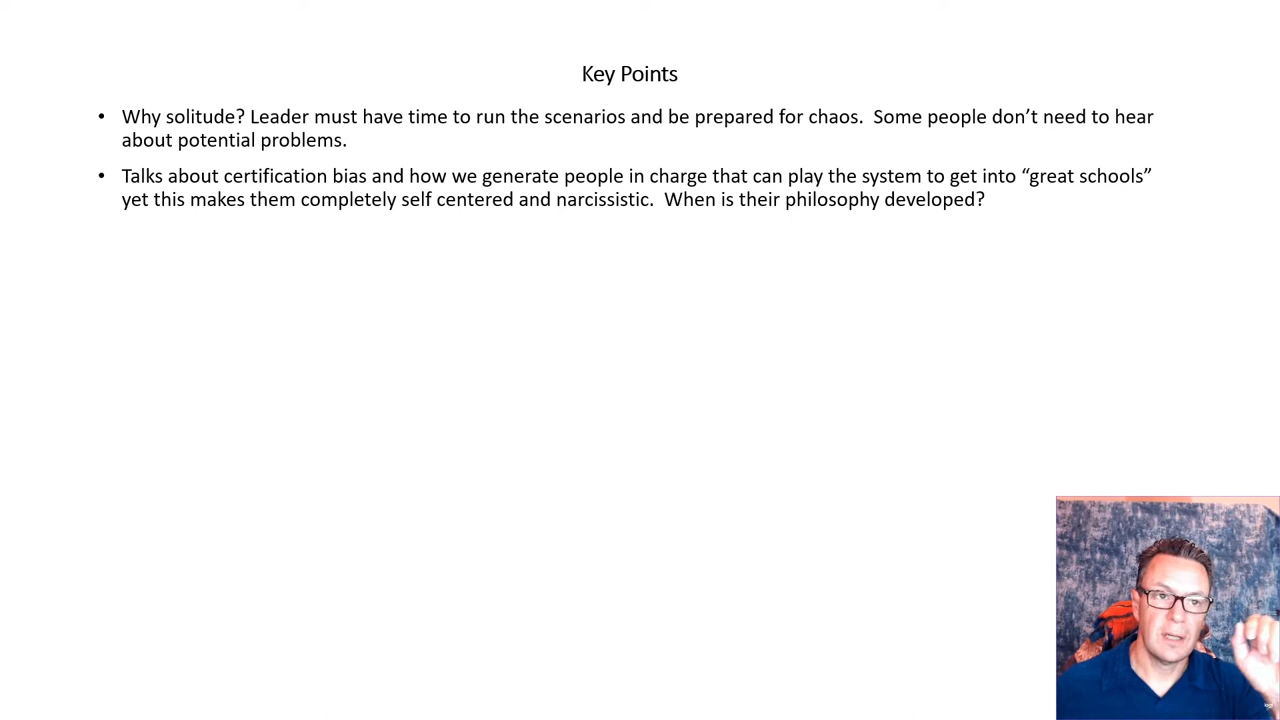 Key Points
• Why solitude? Leader must have time to run the scenarios and be prepared for chaos.  Some people don’t need to hear
about potential problems.
• Talks about certification bias and how we generate people in charge that can play the system to get into “great schools”
yet this makes them completely self centered and narcissistic.  When is their philosophy developed?